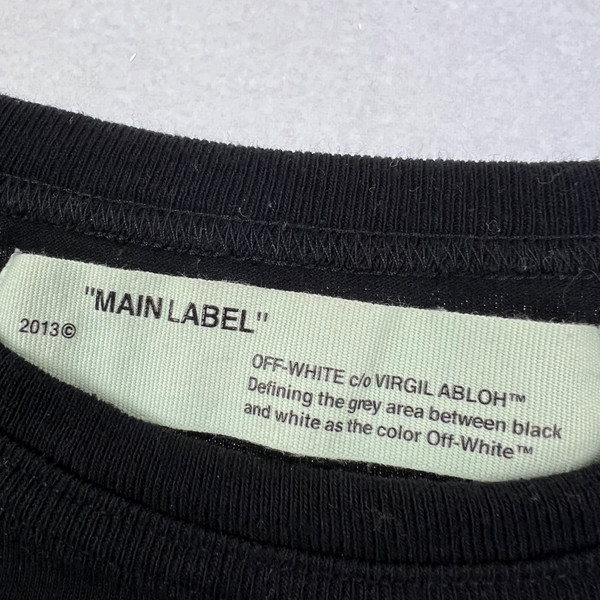 "MAIN LABEL"
2013©
OFF-WHITE c/o VIRGIL ABLOH™
Defining the grey area between black
and white as the color Off-White™